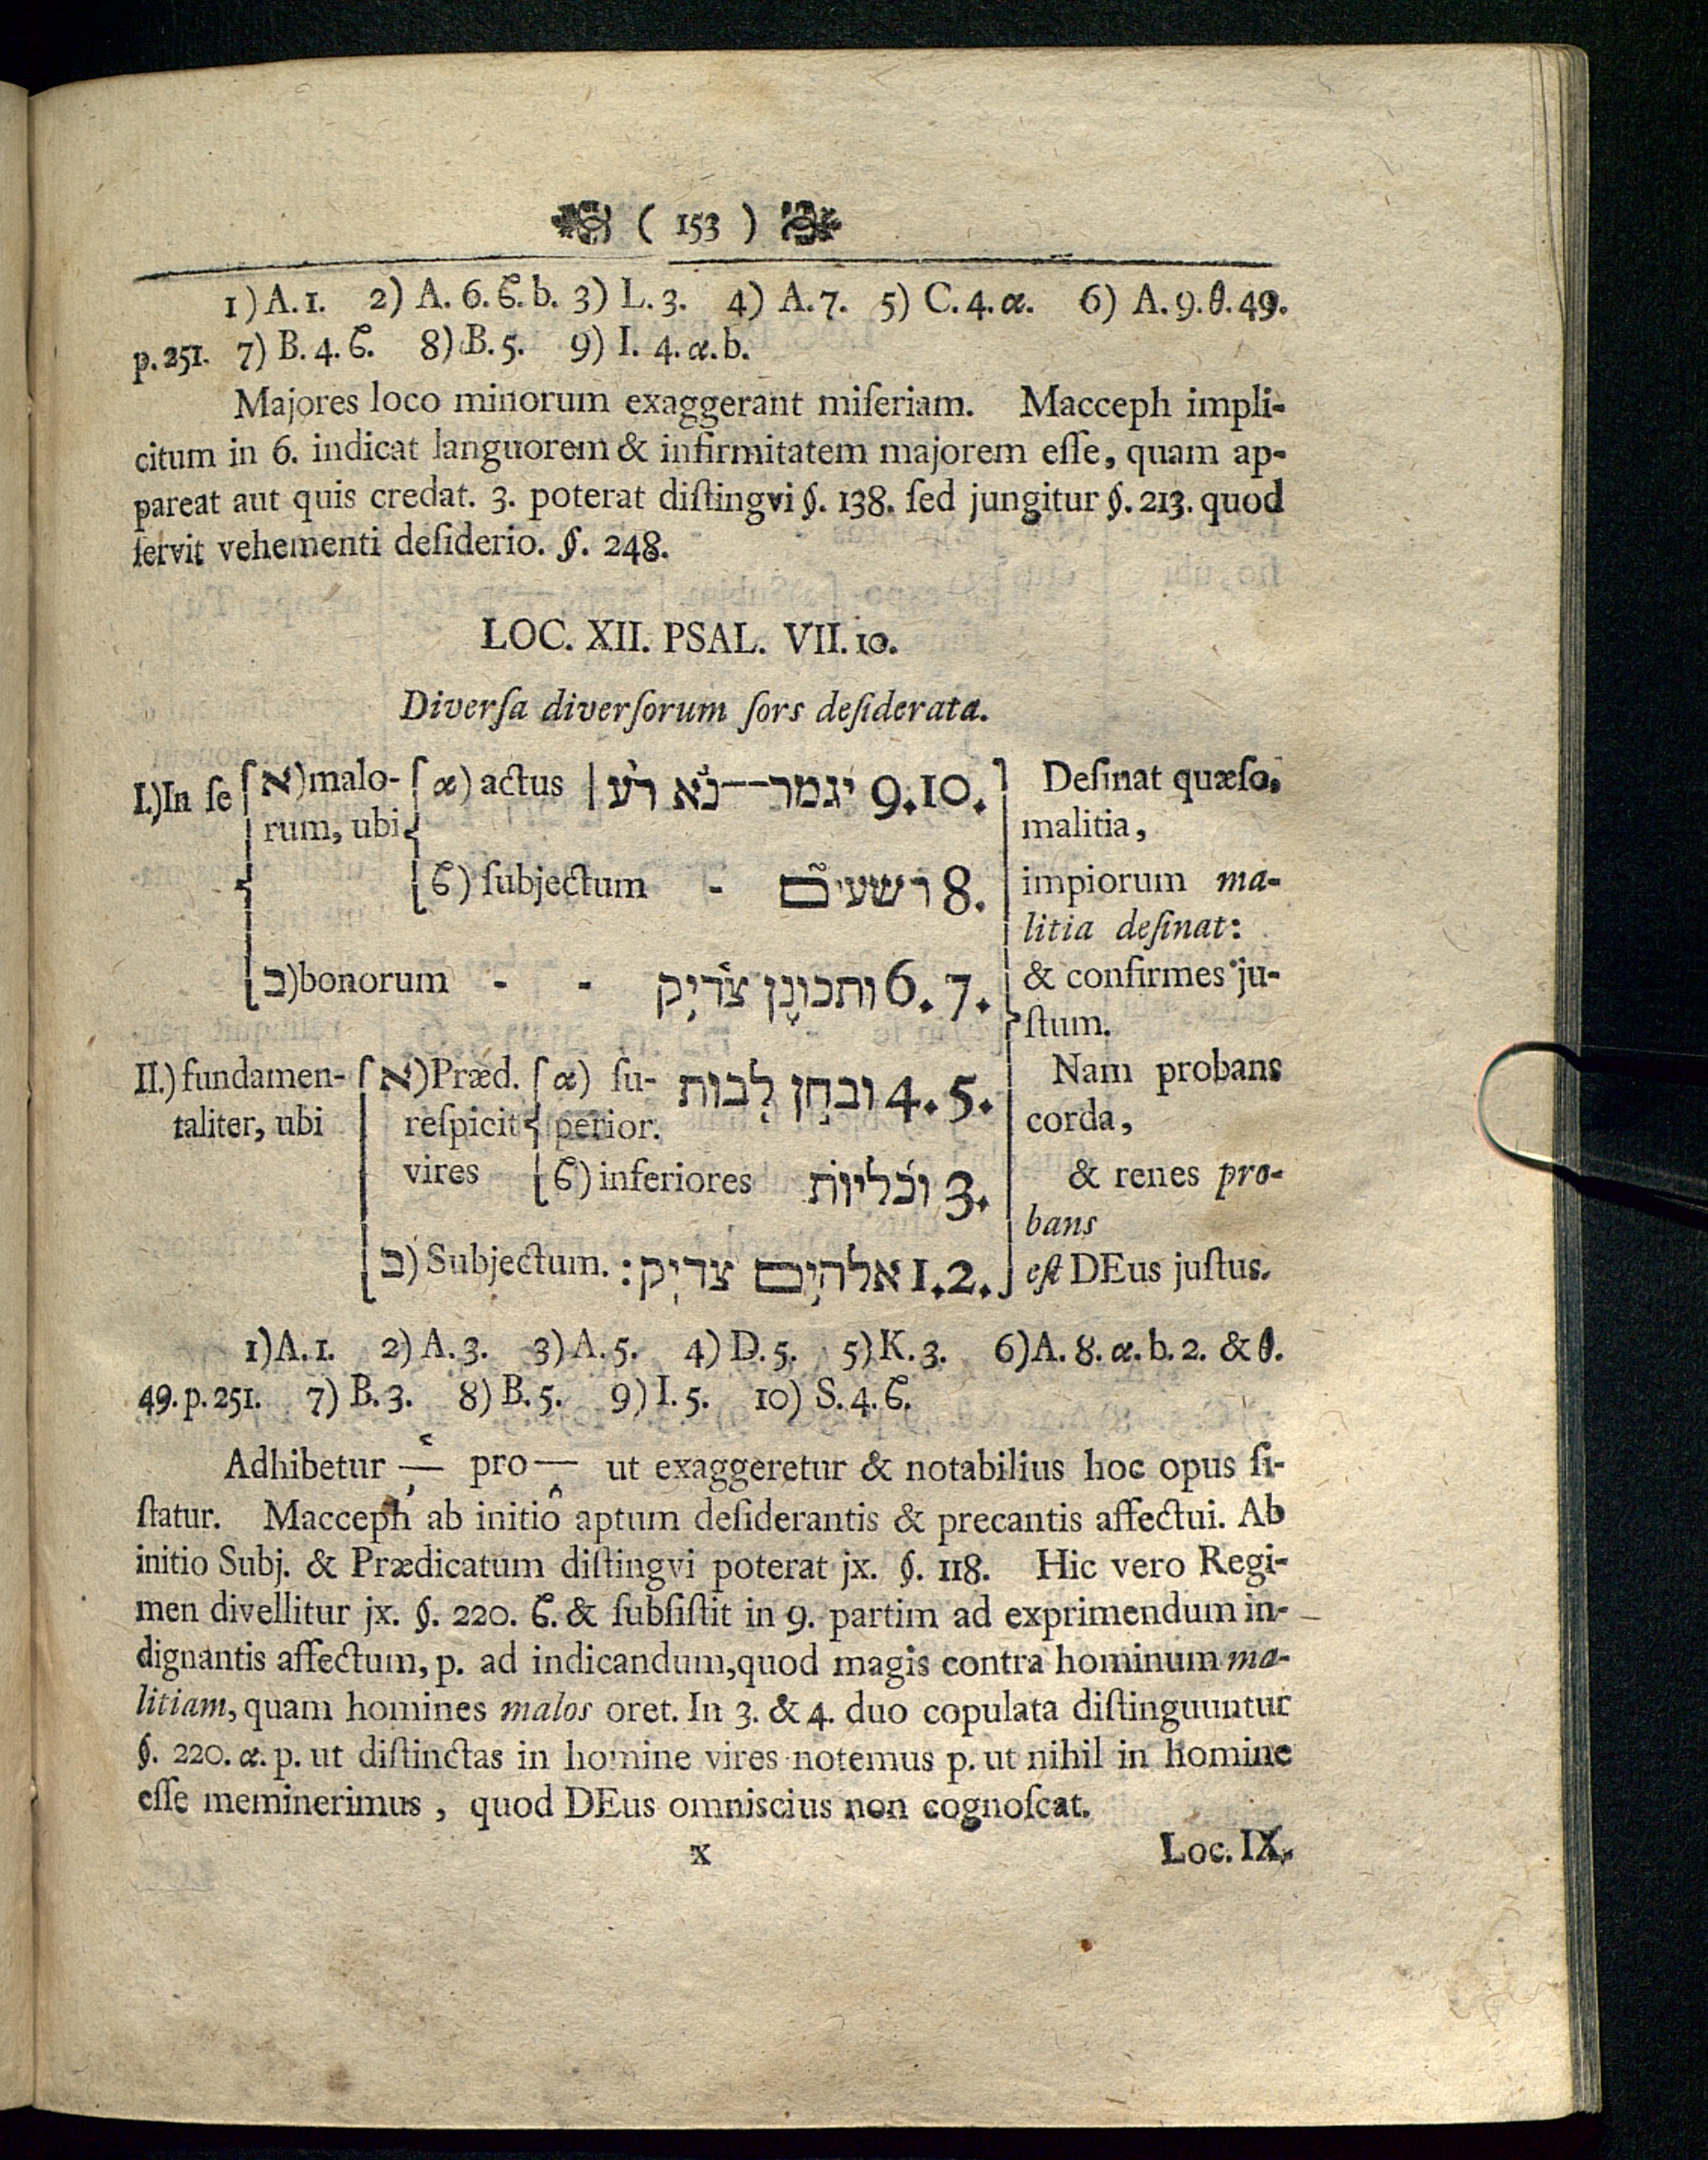 ( 153 )
1) A. 1. 2) A. 6. ϐ. b. 3) L. 3. 4) A. 7. 5) C. 4. α. 6) A. 9. θ. 49.
p. 251. 7) B. 4. ϐ. 8) B. 5. 9) I. 4. α. b.
Majores loco minorum exaggerant miſeriam. Macceph impli-
citum in 6. indicat languorem & infirmitatem majorem eſſe, quam ap-
pareat aut quis credat. 3. poterat diſtingvi §. 138. ſed jungitur §. 213. quod
ſervit vehementi deſiderio. §. 248.
LOC. XII. PSAL. VII. 10.
Diverſa diverſorum ſors deſiderata.
I.) In ſe א) malo- α) actus יגמר--נא רע | 9. 10. Deſinat quæſo,
rum, ubi malitia,
ϐ) ſubjectum - רשעים 8. impiorum ma-
litia deſinat:
ב) bonorum - - ותכונן צדיק 6. 7. & confirmes ju-
ſtum.
II.) fundamen- א) Præd. α) ſu- ובחן לבות 4. 5. Nam probans
taliter, ubi reſpicit perior. corda,
vires ϐ) inferiores וכליות 3. & renes pro-
bans
ב) Subjectum. אלהים צדיק: 1. 2. eſt DEus juſtus.
1) A. 1. 2) A. 3. 3) A. 5. 4) D. 5. 5) K. 3. 6) A. 8. α. b. 2. & θ.
49. p. 251. 7) B. 3. 8) B. 5. 9) I. 5. 10) S. 4. ϐ.
Adhibetur — pro — ut exaggeretur & notabilius hoc opus ſi-
ſtatur. Macceph ab initio aptum deſiderantis & precantis affectui. Ab
initio Subj. & Prædicatum diſtingvi poterat jx. §. 118. Hic vero Regi-
men divellitur jx. §. 220. ϐ. & ſubſiſtit in 9. partim ad exprimendum in-
dignantis affectum, p. ad indicandum, quod magis contra hominum ma-
litiam, quam homines malos oret. In 3. & 4. duo copulata diſtinguuntur
§. 220. α. p. ut diſtinctas in homine vires notemus p. ut nihil in homine
eſſe meminerimus, quod DEus omniscius non cognoſcat.
X Loc. IX.